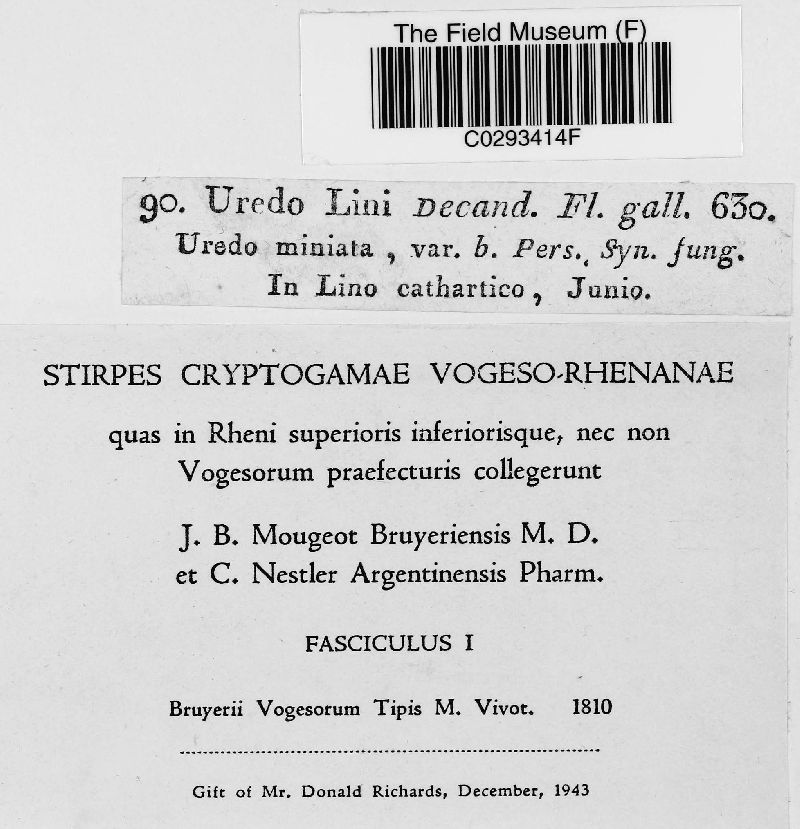 The Field Museum (F)
C0293414F
90. Uredo Lini Decand. Fl. gall. 630.
Uredo miniata , var. b. Pers., Syn. fung.
In Lino cathartico, Junio.
STIRPES CRYPTOGAMAE VOGESO-RHENANAE
quas in Rheni superioris inferiorisque, nec non
Vogesorum praefecturis collegerunt
J. B. Mougeot Bruyeriensis M. D.
et C. Nestler Argentinensis Pharm.
FASCICULUS I
Bruyerii Vogesorum Tipis M. Vivot. 1810
Gift of Mr. Donald Richards, December, 1943